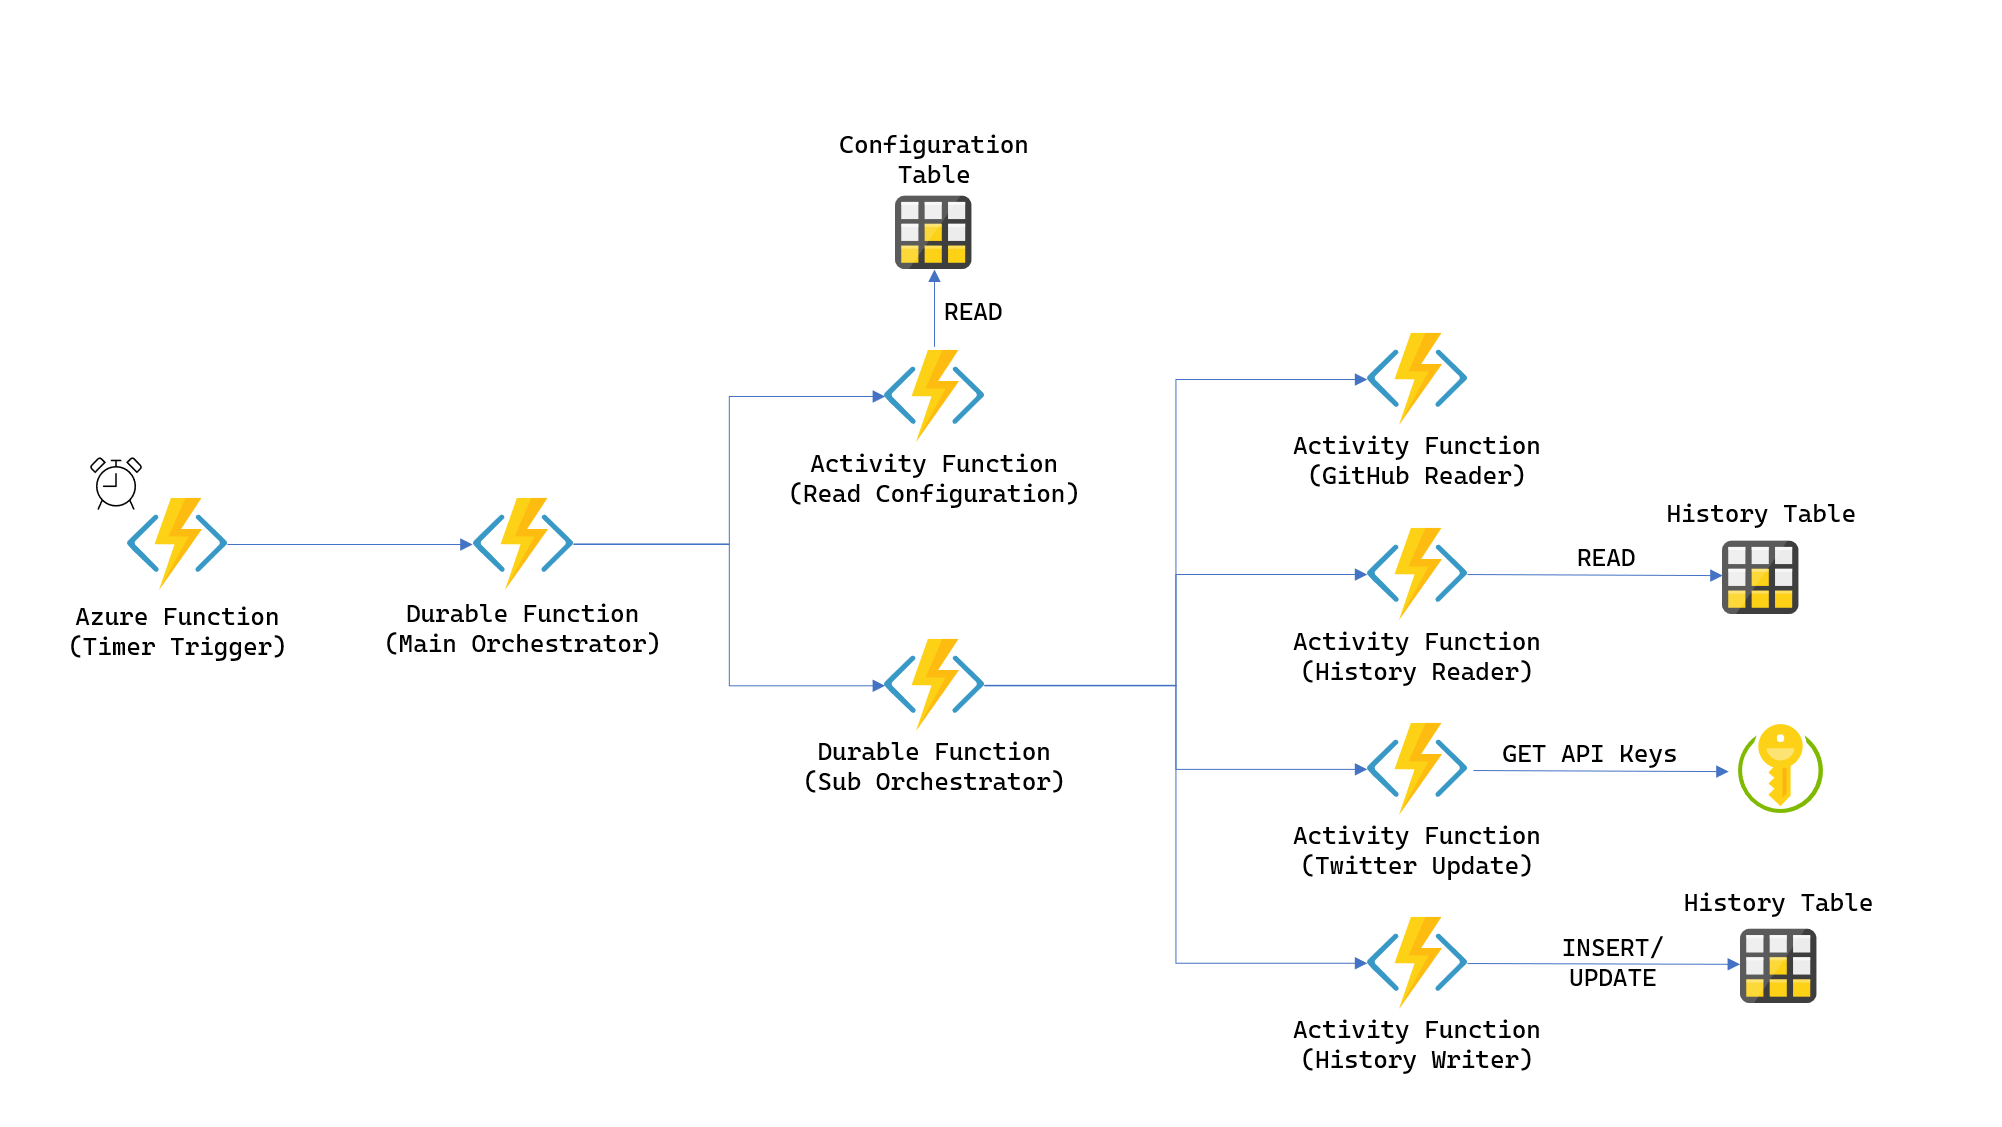 Configuration
Table
READ
Activity Function
(Read Configuration)
Azure Function
(Timer Trigger)
Durable Function
(Main Orchestrator)
Durable Function
(Sub Orchestrator)
Activity Function
(GitHub Reader)
History Table
READ
Activity Function
(History Reader)
GET API Keys
Activity Function
(Twitter Update)
History Table
INSERT/
UPDATE
Activity Function
(History Writer)